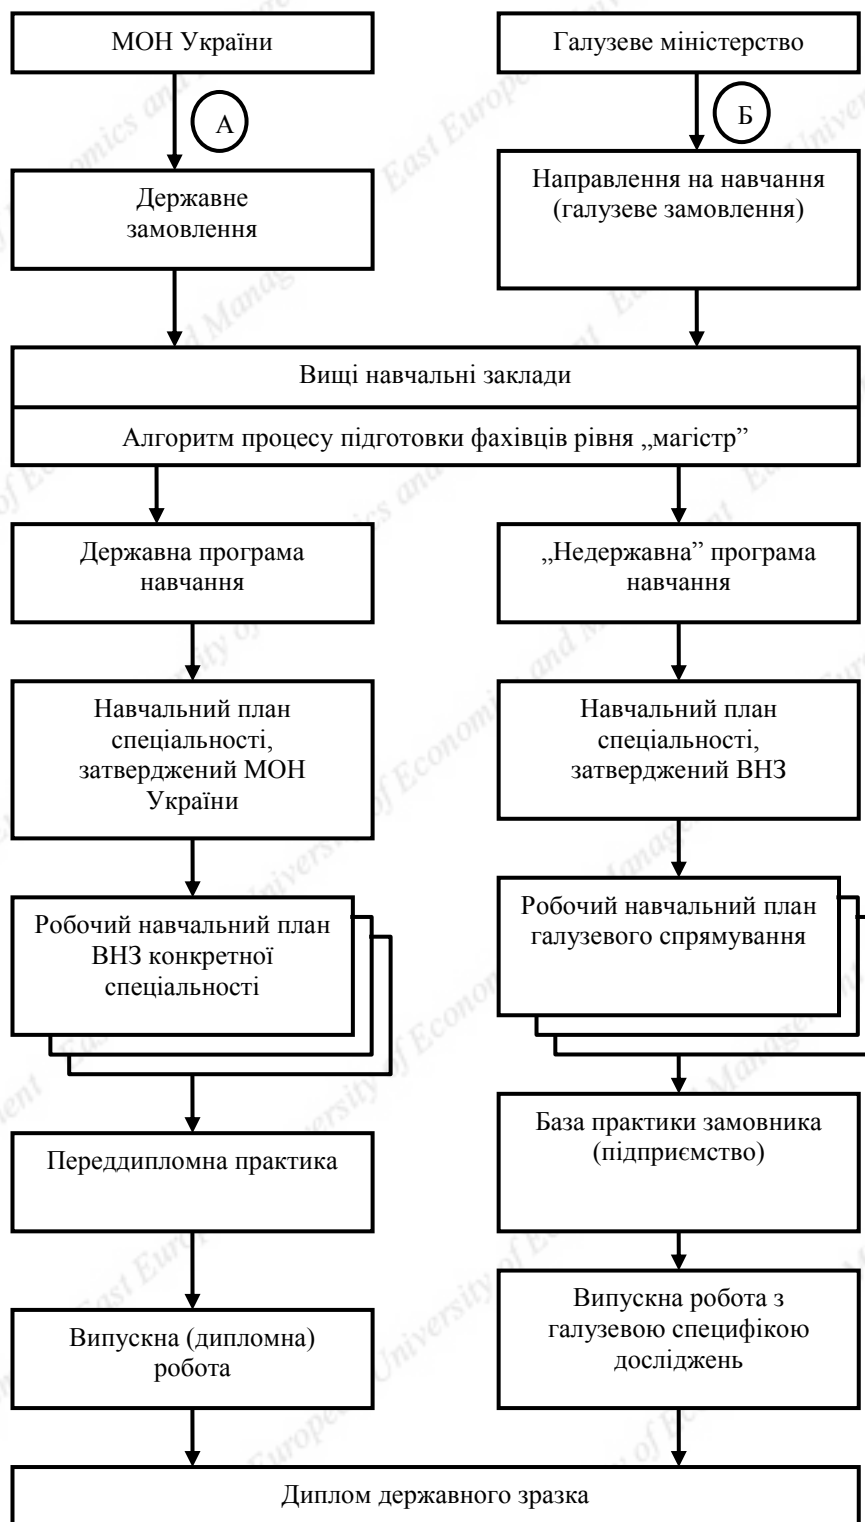 МОН України
Галузеве міністерство
А
Б
Державне
замовлення
Направлення на навчання
(галузеве замовлення)
Вищі навчальні заклади
Алгоритм процесу підготовки фахівців рівня „магістр”
Державна програма
навчання
„Недержавна” програма
навчання
Навчальний план
спеціальності,
затверджений МОН
України
Навчальний план
спеціальності,
затверджений ВНЗ
Робочий навчальний план
ВНЗ конкретної
спеціальності
Робочий навчальний план
галузевого спрямування
Переддипломна практика
База практики замовника
(підприємство)
Випускна (дипломна)
робота
Випускна робота з
галузевою специфікою
досліджень
Диплом державного зразка